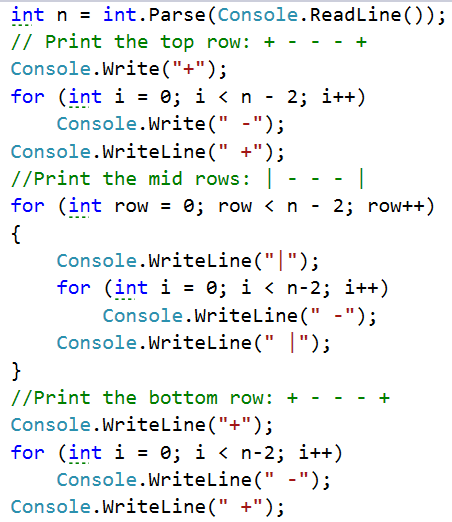 int n = int.Parse(Console.ReadLine());
// Print the top row: + - - - +
Console.Write("+");
for (int i = 0; i < n - 2; i++)
    Console.Write(" -");
Console.WriteLine(" +");
//Print the mid rows: | - - - |
for (int row = 0; row < n - 2; row++)
{
    Console.WriteLine("|");
    for (int i = 0; i < n-2; i++)
        Console.WriteLine(" -");
    Console.WriteLine(" |");
}
//Print the bottom row: + - - - +
Console.WriteLine("+");
for (int i = 0; i < n-2; i++)
    Console.WriteLine(" -");
Console.WriteLine(" +");